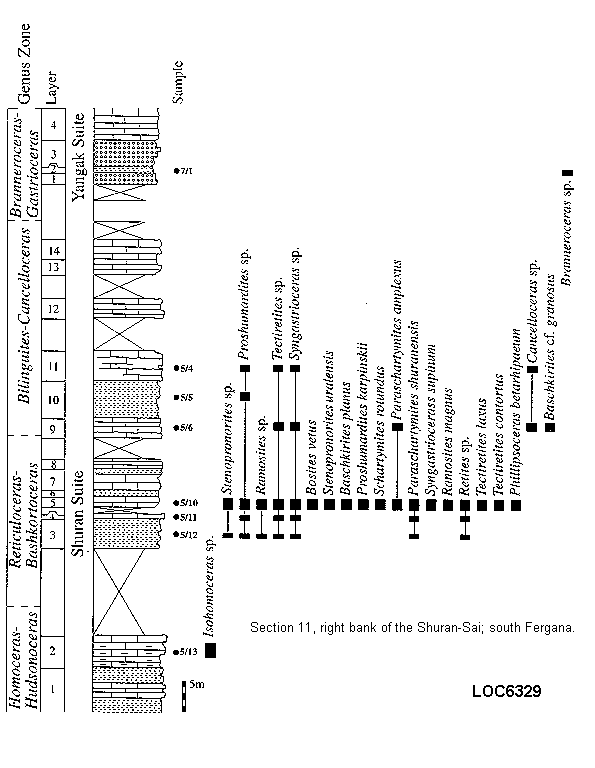 Genus Zone
Layer
Sample
Branneroceras-
Gastrioceras
Bilinguites-Cancelloceras
Reticuloceras-
Bashkortoceras
Homoceras-
Hudsonoceras
4
3
2
1
14
13
12
11
10
9
8
7
6
5
4
3
2
1
Yangak Suite
Shuran Suite
7/1
5/4
5/5
5/6
5/10
5/11
5/12
5/13
5m
Isohomoceras sp.
Stenopronorites sp.
Proshumardites sp.
Ramosites sp.
Tectiretites sp.
Syngastrioceras sp.
Bosites vetus
Stenopronorites uralensis
Baschkirites planus
Proshumardites karpinskii
Schartymites rotundus
Paraschartymites amplexus
Paraschartymites shuranensis
Syngastriocerass supinum
Ramosites magnus
Retites sp.
Tectiretites laxus
Tectiretites contortus
Phillipsoceras betarhipaeum
Cancelloceras sp.
Baschkirites cf. granosus
Branneroceras sp.
Section 11, right bank of the Shuran-Sai; south Fergana.
LOC6329